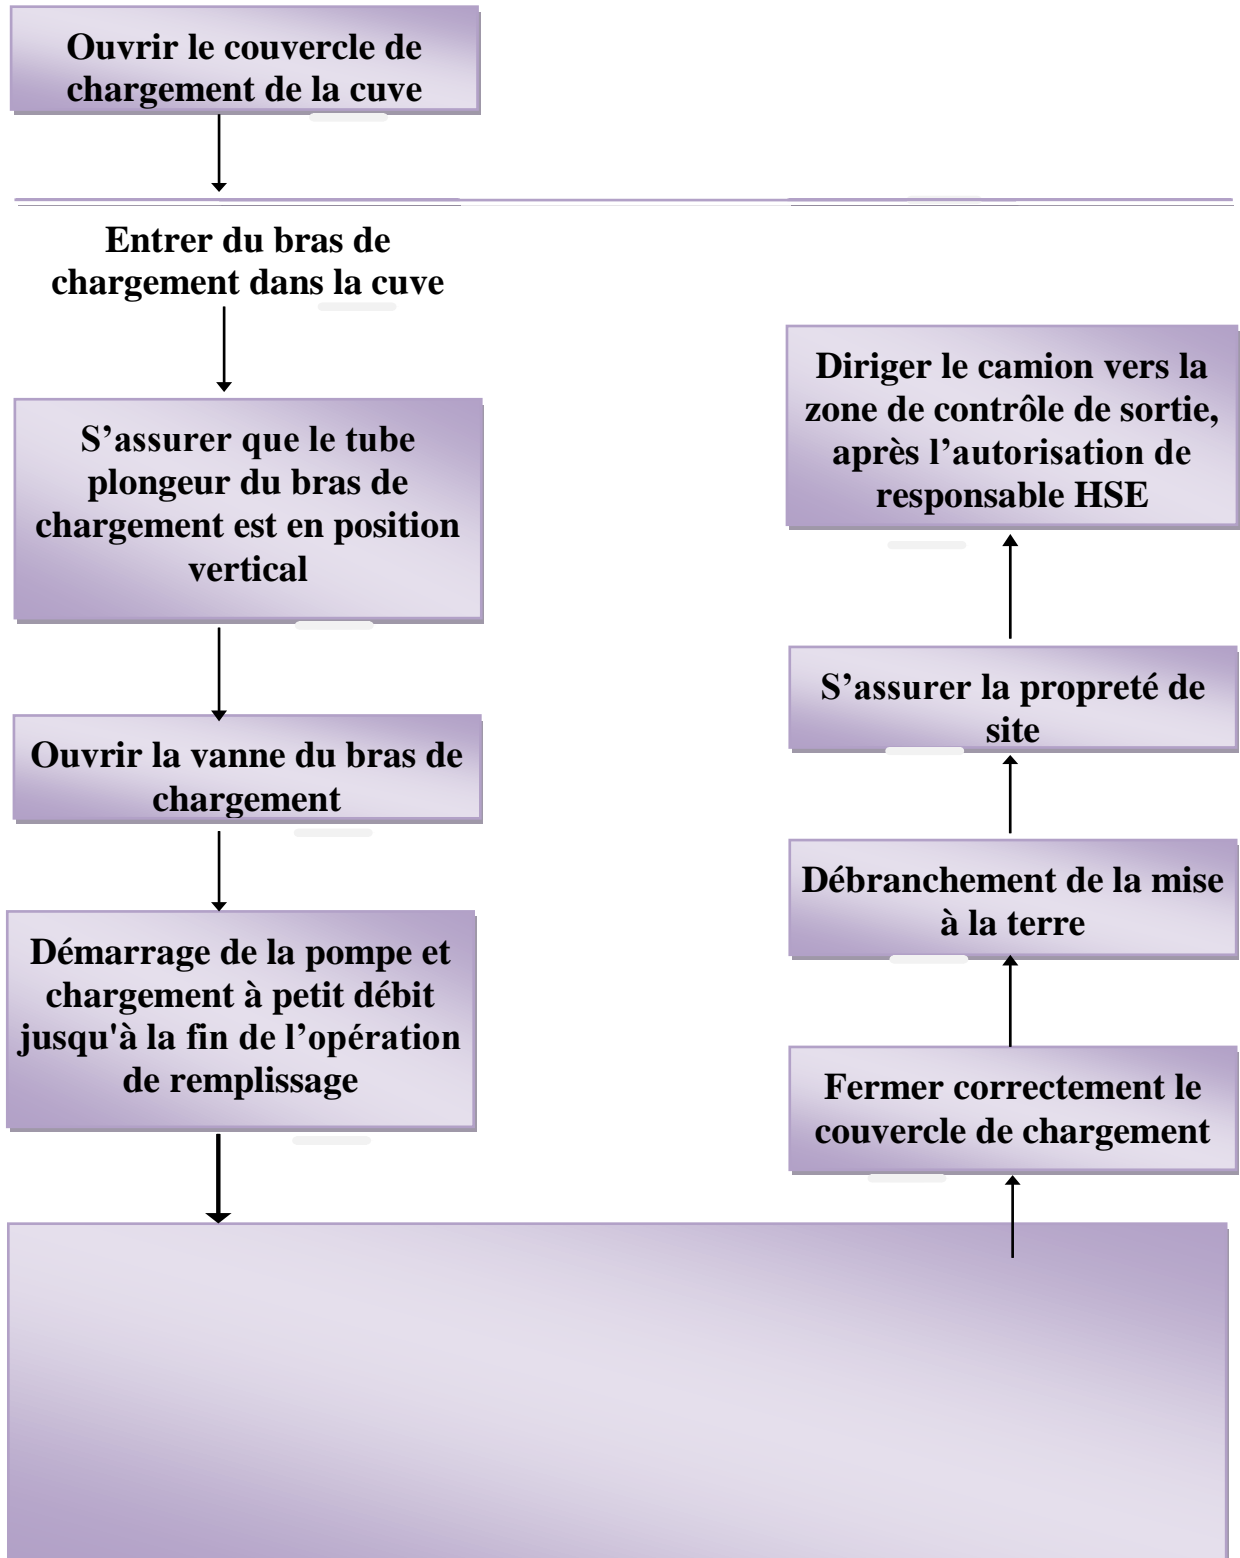 Ouvrir le couvercle de
chargement de la cuve
Entrer du bras de
chargement dans la cuve
S’assurer que le tube
plongeur du bras de
chargement est en position
vertical
Ouvrir la vanne du bras de
chargement
Démarrage de la pompe et
chargement à petit débit
jusqu'à la fin de l’opération
de remplissage
Diriger le camion vers la
zone de contrôle de sortie,
après l’autorisation de
responsable HSE
S’assurer la propreté de
site
Débranchement de la mise
à la terre
Fermer correctement le
couvercle de chargement